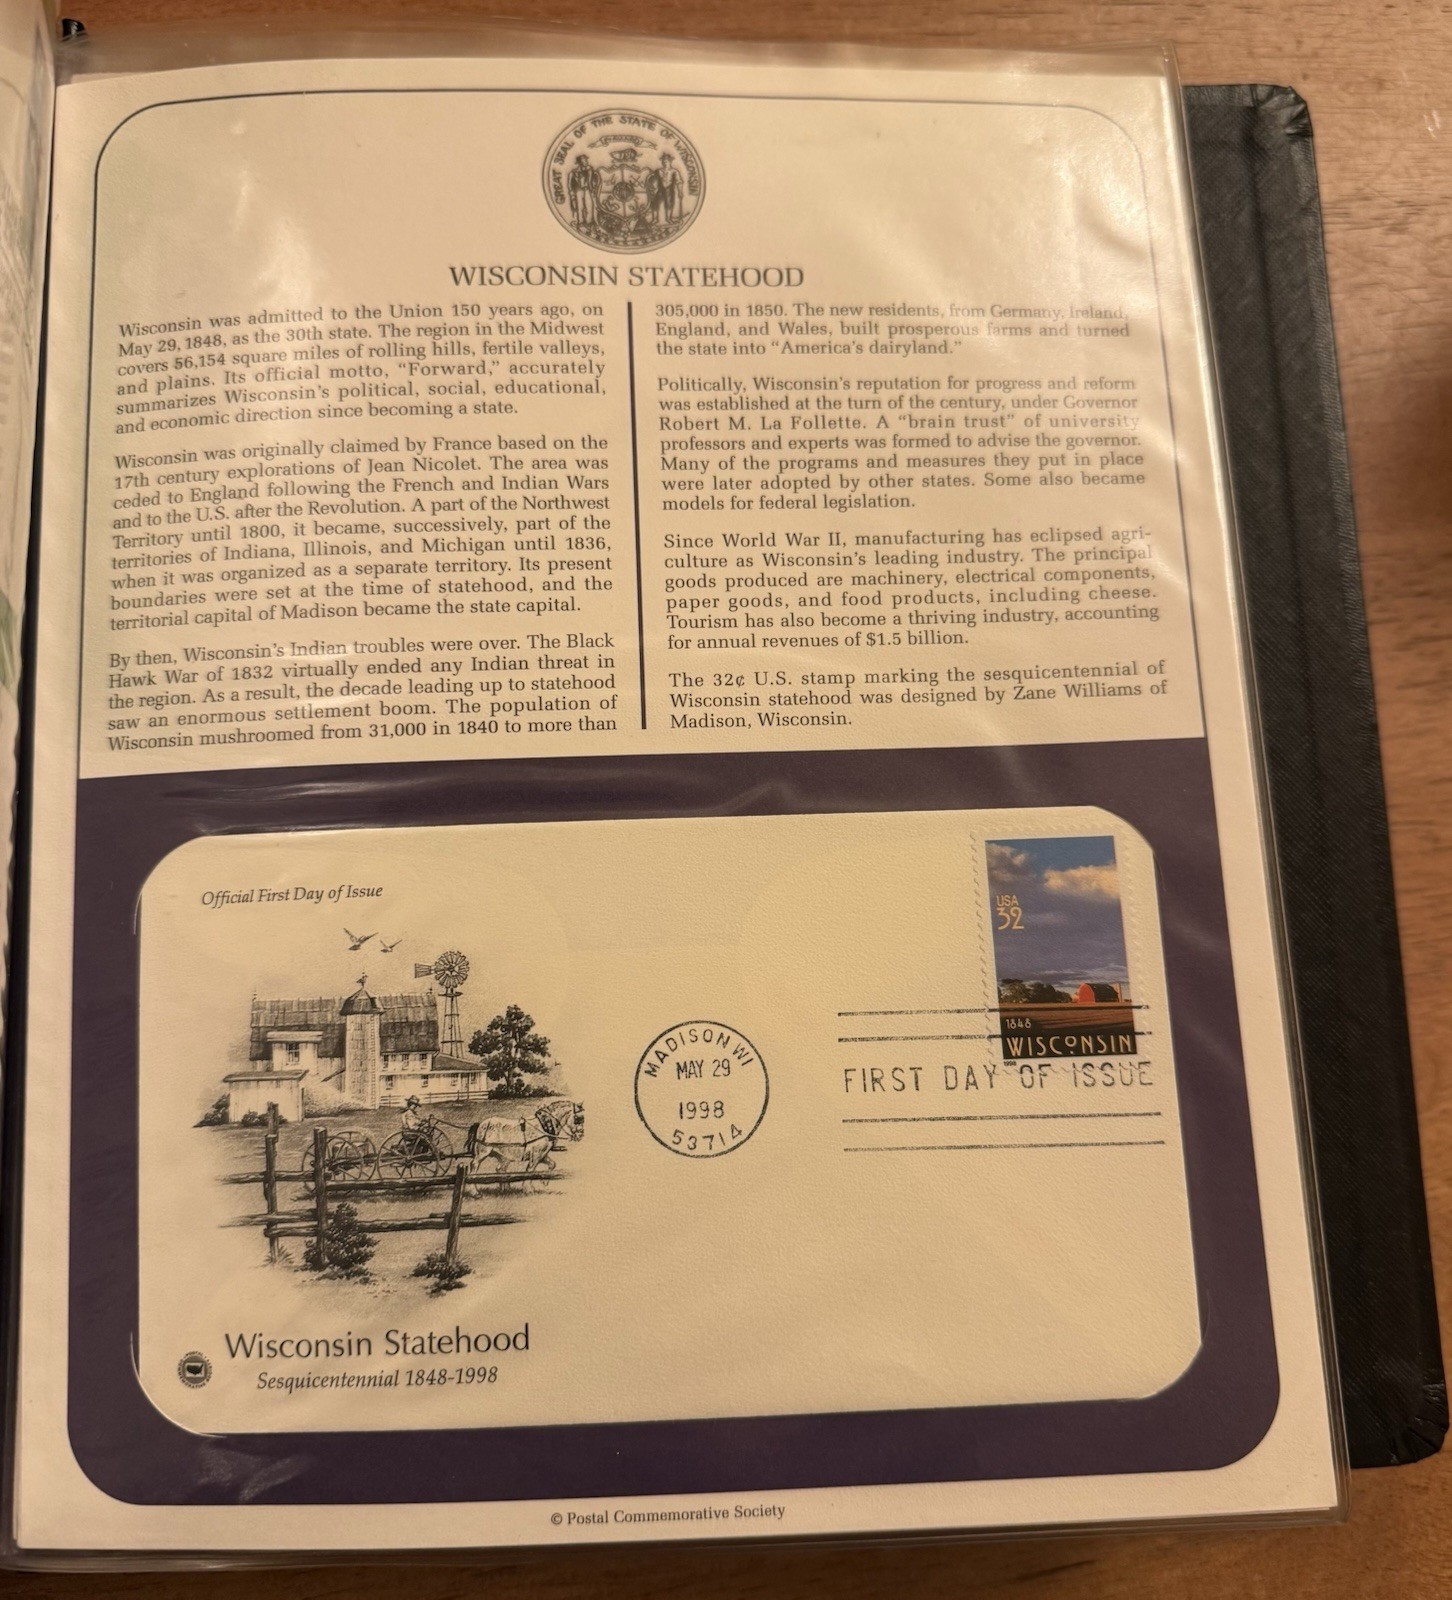 GREAT SEAL OF THE STATE OF WISCONSIN
WISCONSIN STATEHOOD
Wisconsin was admitted to the Union 150 years ago, on
May 29, 1848, as the 30th state. The region in the Midwest
covers 56,154 square miles of rolling hills, fertile valleys,
and plains. Its official motto, “Forward,” accurately
summarizes Wisconsin's political, social, educational,
and economic direction since becoming a state.
Wisconsin was originally claimed by France based on the
17th century explorations of Jean Nicolet. The area was
ceded to England following the French and Indian Wars
and to the U.S. after the Revolution. A part of the Northwest
Territory until 1800, it became, successively, part of the
territories of Indiana, Illinois, and Michigan until 1836,
when it was organized as a separate territory. Its present
boundaries were set at the time of statehood, and the
territorial capital of Madison became the state capital.
By then, Wisconsin's Indian troubles were over. The Black
Hawk War of 1832 virtually ended any Indian threat in
the region. As a result, the decade leading up to statehood
saw an enormous settlement boom. The population of
Wisconsin mushroomed from 31,000 in 1840 to more than
305,000 in 1850. The new residents, from Germany, Ireland,
England, and Wales, built prosperous farms and turned
the state into “America's dairyland.”
Politically, Wisconsin's reputation for progress and reform
was established at the turn of the century, under Governor
Robert M. La Follette. A “brain trust” of university
professors and experts was formed to advise the governor.
Many of the programs and measures they put in place
were later adopted by other states. Some also became
models for federal legislation.
Since World War II, manufacturing has eclipsed agri-
culture as Wisconsin's leading industry. The principal
goods produced are machinery, electrical components,
paper goods, and food products, including cheese.
Tourism has also become a thriving industry, accounting
for annual revenues of $1.5 billion.
The 32¢ U.S. stamp marking the sesquicentennial of
Wisconsin statehood was designed by Zane Williams of
Madison, Wisconsin.
Official First Day of Issue
USA
32
1848
WISCONSIN
1998
MADISON WI
MAY 29
1998
53714
FIRST DAY OF ISSUE
Wisconsin Statehood
Sesquicentennial 1848-1998
© Postal Commemorative Society